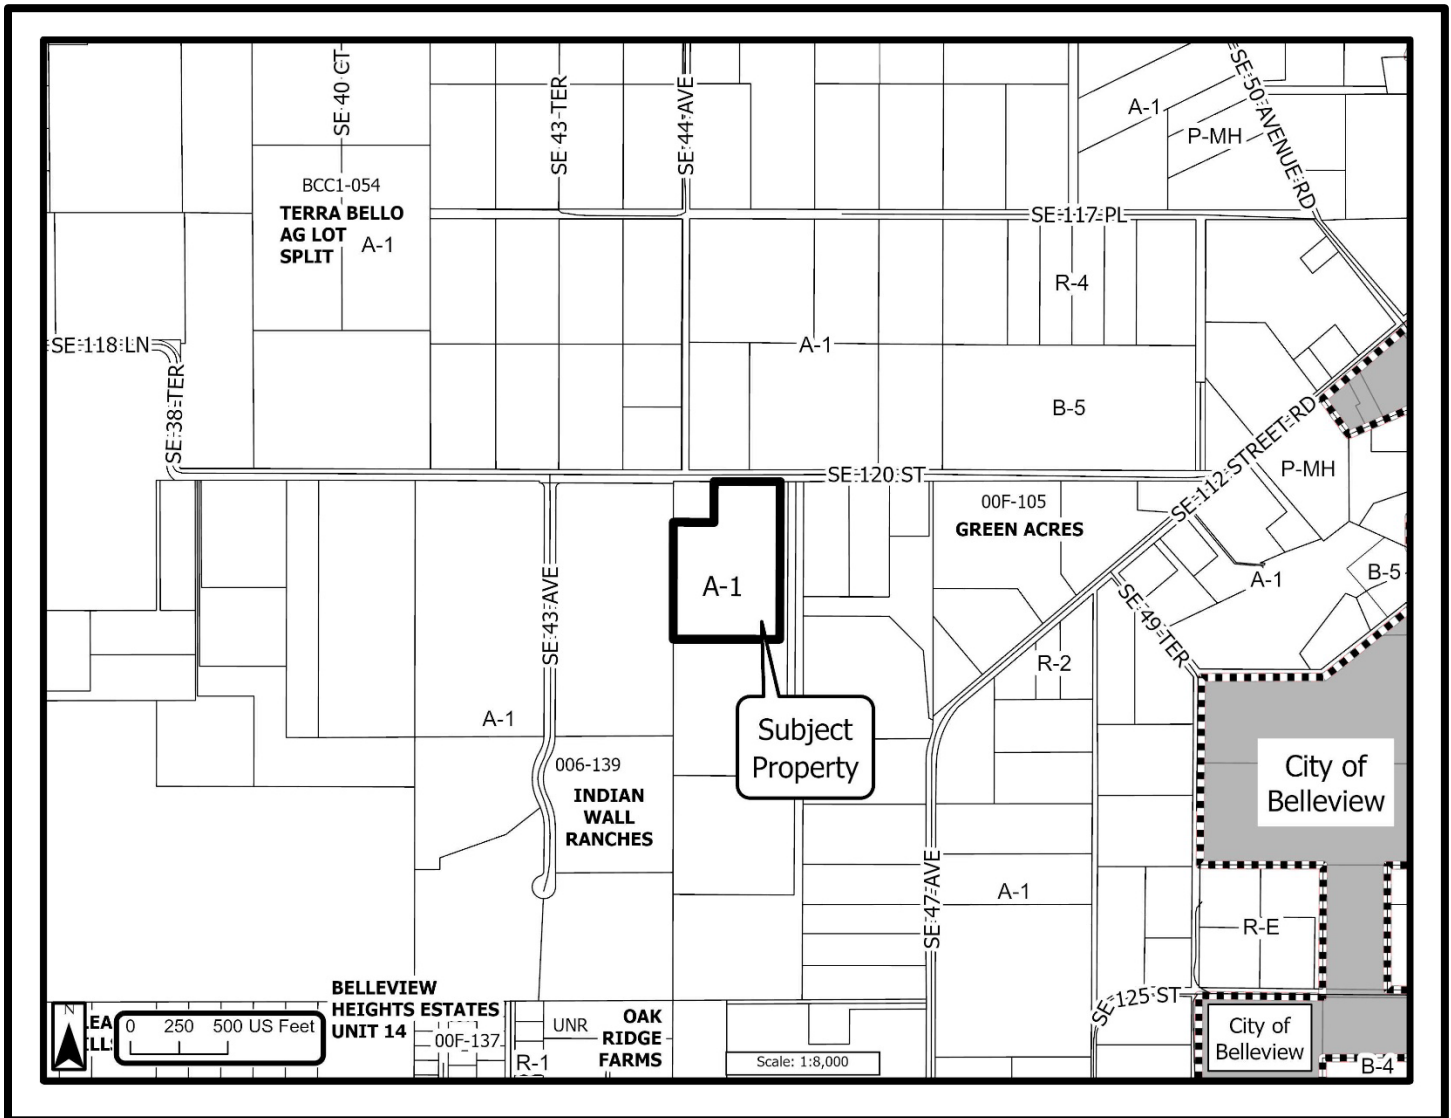 SE 40 CT
SE 43 TER
SE 44 AVE
SE 50 AVENUE RD
A-1
P-MH
BCC1-054
TERRA BELLO
AG LOT
SPLIT
A-1
SE 117 PL
R-4
SE 118 LN
A-1
SE 38 TER
B-5
SE 112 STREET RD
P-MH
SE 120 ST
00F-105
GREEN ACRES
A-1
B-5
A-1
SE 43 AVE
SE 49 TER
R-2
A-1
Subject
Property
006-139
INDIAN
WALL
RANCHES
City of
Belleview
SE 47 AVE
A-1
R-E
BELLEVIEW
HEIGHTS ESTATES
UNIT 14
SE 125 ST
N
0 250 500 US Feet
00F-137
UNR
R-1
OAK
RIDGE
FARMS
Scale: 1:8,000
City of
Belleview
B-4